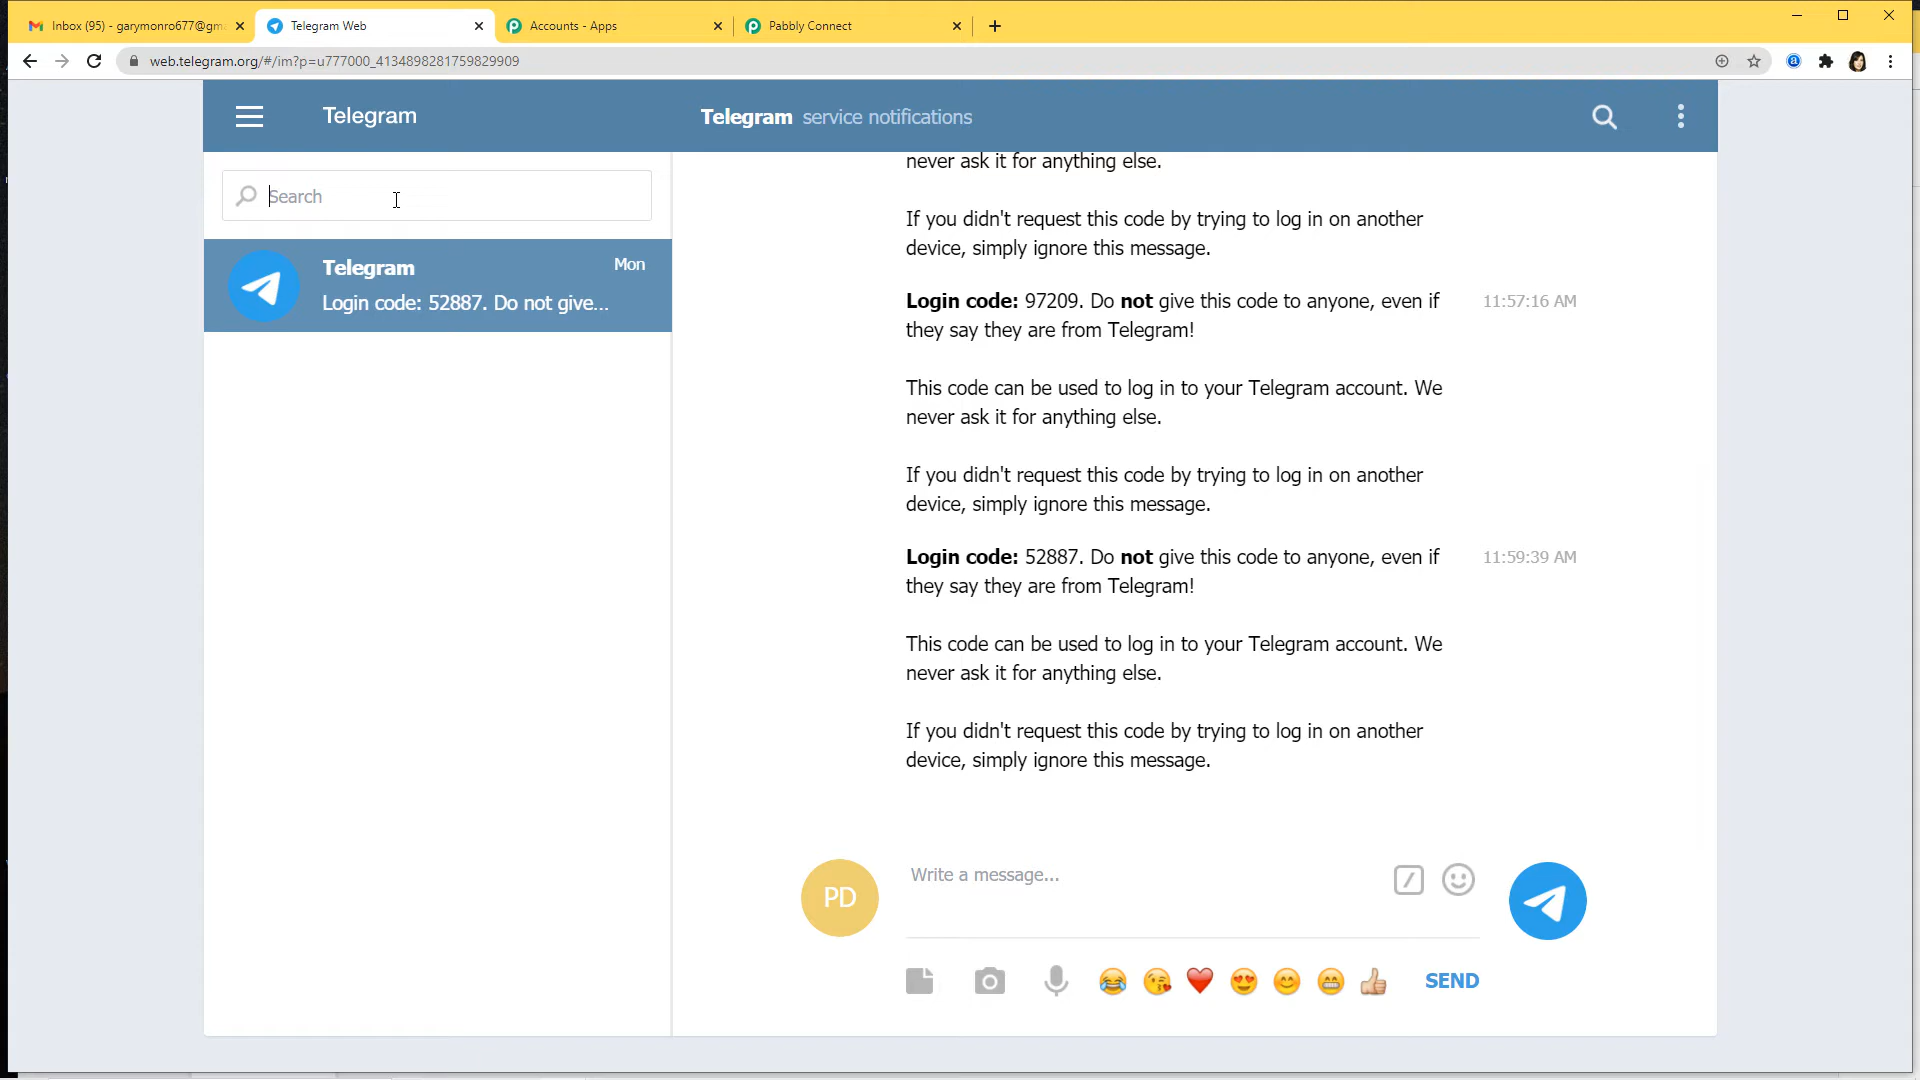 Inbox (95) - garymonro677@gm
Telegram Web
Accounts - Apps
Pabbly Connect
web.telegram.org/#/im?p=u777000_4134898281759829909
Telegram
Telegram service notifications
Search
Telegram
Mon
Login code: 52887. Do not give...
never ask it for anything else.
If you didn't request this code by trying to log in on another
device, simply ignore this message.
Login code: 97209. Do not give this code to anyone, even if
11:57:16 AM
they say they are from Telegram!
This code can be used to log in to your Telegram account. We
never ask it for anything else.
If you didn't request this code by trying to log in on another
device, simply ignore this message.
Login code: 52887. Do not give this code to anyone, even if
11:59:39 AM
they say they are from Telegram!
This code can be used to log in to your Telegram account. We
never ask it for anything else.
If you didn't request this code by trying to log in on another
device, simply ignore this message.
PD
Write a message...
SEND